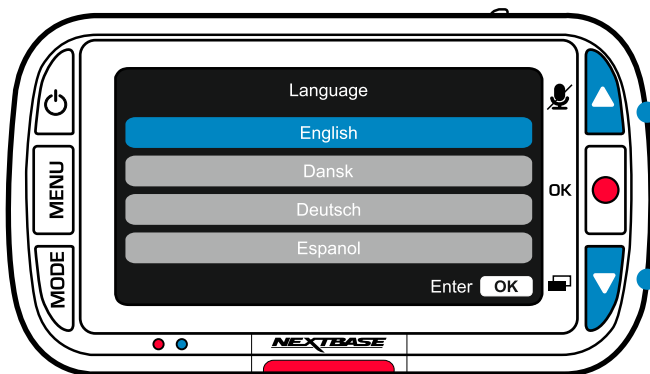 Language
English
Dansk
Deutsch
Espanol
Enter OK
MENU
MODE
OK
NEXTBASE